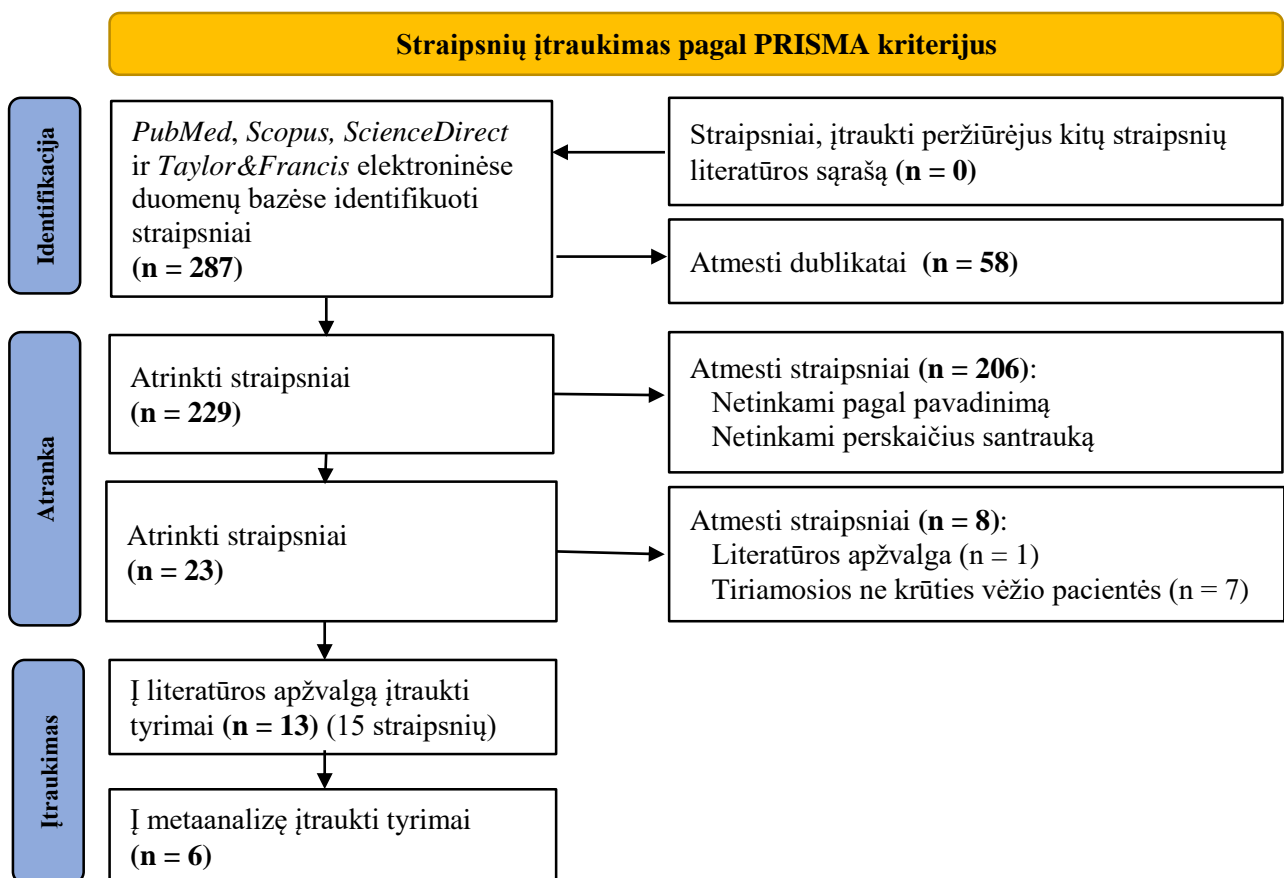 Straipsnių įtraukimas pagal PRISMA kriterijus
Identifikacija
PubMed, Scopus, ScienceDirect
ir Taylor&Francis elektroninėse
duomenų bazėse identifikuoti
straipsniai
(n = 287)
Straipsniai, įtraukti peržiūrėjus kitų straipsnių
literatūros sąrašą (n = 0)
Atmesti dublikatai (n = 58)
Atranka
Atrinkti straipsniai
(n = 229)
Atmesti straipsniai (n = 206):
Netinkami pagal pavadinimą
Netinkami perskaičius santrauką
Atrinkti straipsniai
(n = 23)
Atmesti straipsniai (n = 8):
Literatūros apžvalga (n = 1)
Tiriamosios ne krūties vėžio pacientės (n = 7)
Įtraukimas
Į literatūros apžvalgą įtraukti
tyrimai (n = 13) (15 straipsnių)
Į metaanalizę įtraukti tyrimai
(n = 6)